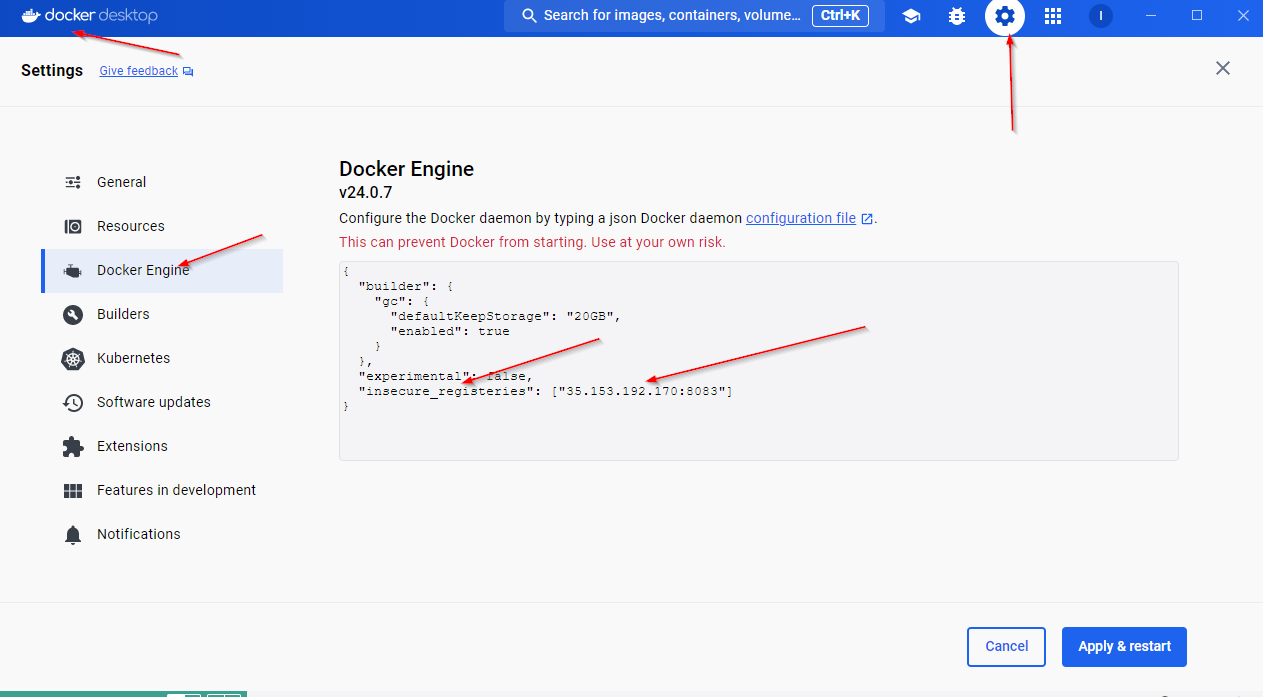 docker desktop
Search for images, containers, volume... Ctrl+K
I
Settings Give feedback
General
Resources
Docker Engine
Builders
Kubernetes
Software updates
Extensions
Features in development
Notifications
Docker Engine
v24.0.7
Configure the Docker daemon by typing a json Docker daemon configuration file.
This can prevent Docker from starting. Use at your own risk.
{
"builder": {
"gc": {
"defaultKeepStorage": "20GB",
"enabled": true
}
},
"experimental": false,
"insecure_registeries": ["35.153.192.170:8083"]
}
Cancel Apply & restart